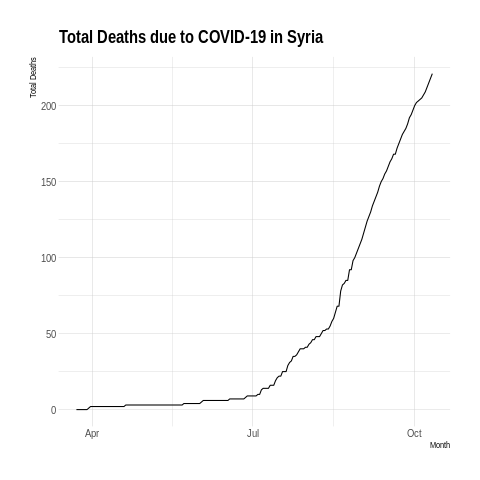 Total Deaths due to COVID-19 in Syria
Total Deaths
200
150
100
50
0
Apr Jul Oct
Month